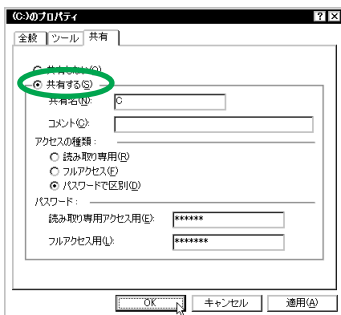 (C:)のプロパティ
全般 ツール 共有
共有しない(O)
共有する(S)
共有名(N): C
コメント(C):
アクセスの種類:
読み取り専用(R)
フルアクセス(F)
パスワードで区別(D)
パスワード:
読み取り専用アクセス用(E): ******
フルアクセス用(L): *******
OK キャンセル 適用(A)